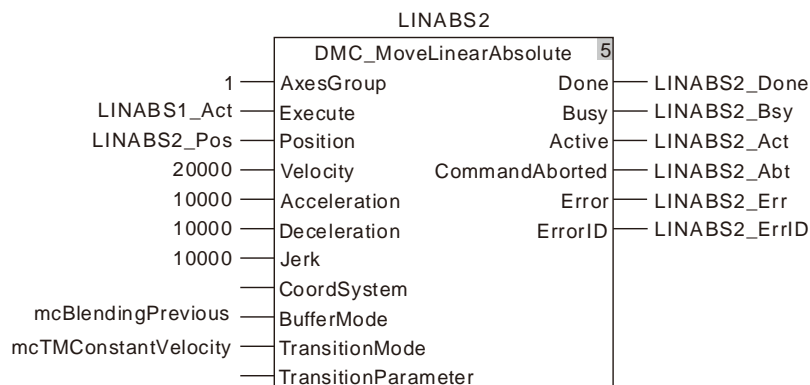 LINABS2
DMC_MoveLinearAbsolute 5
1 AxesGroup Done LINABS2_Done
LINABS1_Act Execute Busy LINABS2_Bsy
LINABS2_Pos Position Active LINABS2_Act
20000 Velocity CommandAborted LINABS2_Abt
10000 Acceleration Error LINABS2_Err
10000 Deceleration ErrorID LINABS2_ErrID
10000 Jerk
CoordSystem
mcBlendingPrevious BufferMode
mcTMConstantVelocity TransitionMode
TransitionParameter